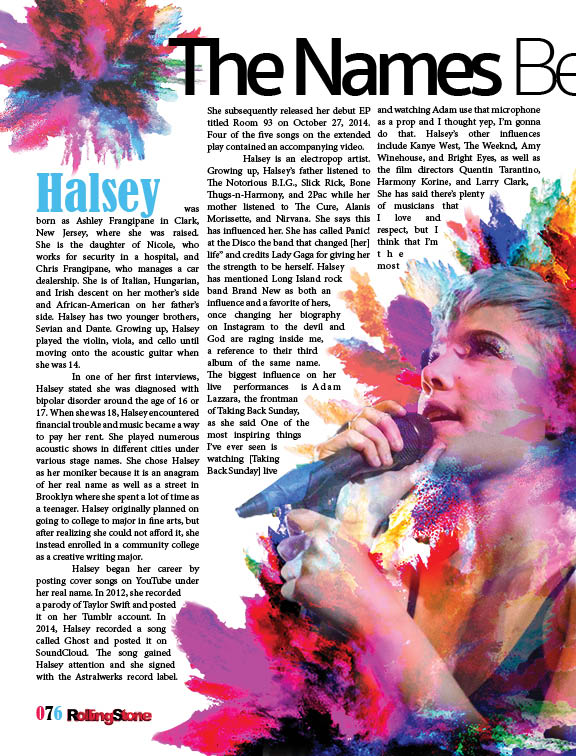 The Names Be
Halsey was
born as Ashley Frangipane in Clark,
New Jersey, where she was raised.
She is the daughter of Nicole, who
works for security in a hospital, and
Chris Frangipane, who manages a car
dealership. She is of Italian, Hungarian,
and Irish descent on her mother's side
and African-American on her father's
side. Halsey has two younger brothers,
Sevian and Dante. Growing up, Halsey
played the violin, viola, and cello until
moving onto the acoustic guitar when
she was 14.
In one of her first interviews,
Halsey stated she was diagnosed with
bipolar disorder around the age of 16 or
17. When she was 18, Halsey encountered
financial trouble and music became a way
to pay her rent. She played numerous
acoustic shows in different cities under
various stage names. She chose Halsey
as her moniker because it is an anagram
of her real name as well as a street in
Brooklyn where she spent a lot of time as
a teenager. Halsey originally planned on
going to college to major in fine arts, but
after realizing she could not afford it, she
instead enrolled in a community college
as a creative writing major.
Halsey began her career by
posting cover songs on YouTube under
her real name. In 2012, she recorded
a parody of Taylor Swift and posted
it on her Tumblr account. In
2014, Halsey recorded a song
called Ghost and posted it on
SoundCloud. The song gained
Halsey attention and she signed
with the Astralwerks record label.
She subsequently released her debut EP
titled Room 93 on October 27, 2014.
Four of the five songs on the extended
play contained an accompanying video.
Halsey is an electropop artist.
Growing up, Halsey's father listened to
The Notorious B.I.G., Slick Rick, Bone
Thugs-n-Harmony, and 2Pac while her
mother listened to The Cure, Alanis
Morissette, and Nirvana. She says this
has influenced her. She has called Panic!
at the Disco the band that changed [her]
life” and credits Lady Gaga for giving her
the strength to be herself. Halsey
has mentioned Long Island rock
band Brand New as both an
influence and a favorite of hers,
once changing her biography
on Instagram to the devil and
God are raging inside me,
a reference to their third
album of the same name.
The biggest influence on her
live performances is Adam
Lazzara, the frontman
of Taking Back Sunday,
as she said One of the
most inspiring things
I've ever seen is
watching [Taking
Back Sunday] live
and watching Adam use that microphone
as a prop and I thought yep, I'm gonna
do that. Halsey's other influences
include Kanye West, The Weeknd, Amy
Winehouse, and Bright Eyes, as well as
the film directors Quentin Tarantino,
Harmony Korine, and Larry Clark,
She has said there's plenty
of musicians that
I love and
respect, but I
think that I'm
the
most
076 RollingStone